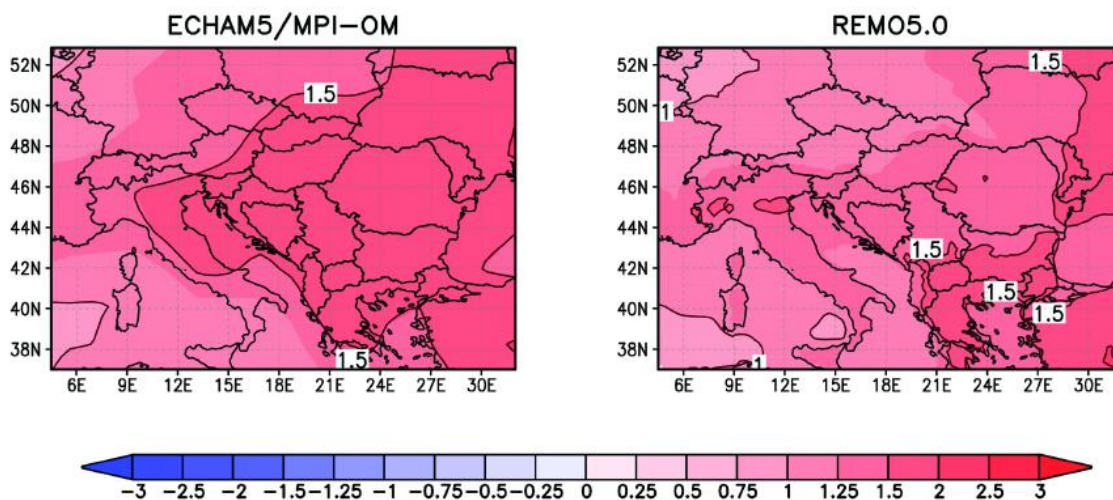 ECHAM5/MPI-OM
REMO5.0
52N
50N
48N
46N
44N
42N
40N
38N
6E 9E 12E 15E 18E 21E 24E 27E 30E
1.5
1.5
52N
50N
48N
46N
44N
42N
40N
38N
6E 9E 12E 15E 18E 21E 24E 27E 30E
1.5
1
1.5
1.5
1.5
1
-3 -2.5 -2 -1.5 -1.25 -1 -0.75 -0.5 -0.25 0 0.25 0.5 0.75 1 1.25 1.5 2 2.5 3